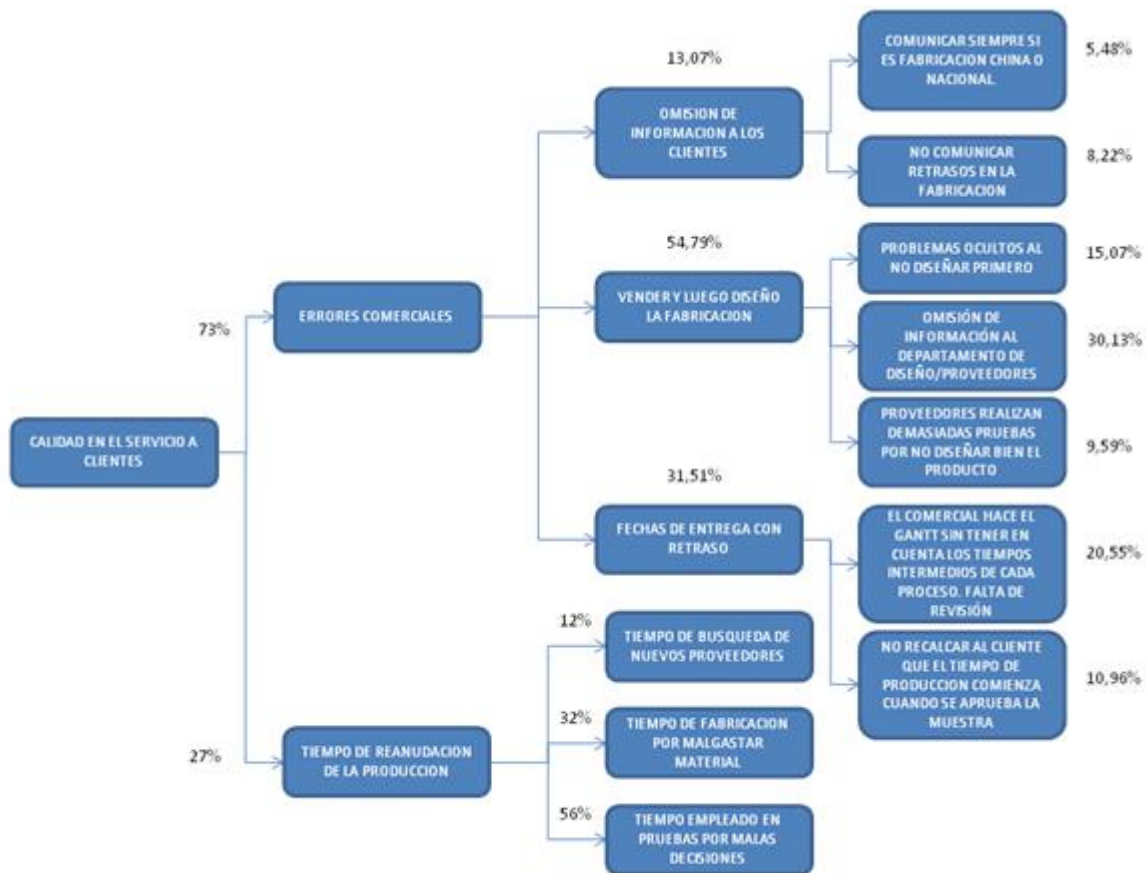 COMUNICAR SIEMPRE SI
ES FABRICACION CHINA O
NACIONAL.
5,48%
13,07%
OMISION DE
INFORMACION A LOS
CLIENTES
NO COMUNICAR
RETRASOS EN LA
FABRICACION
8,22%
54,79%
PROBLEMAS OCULTOS AL
NO DISEÑAR PRIMERO
15,07%
73%
ERRORES COMERCIALES
VENDER Y LUEGO DISEÑO
LA FABRICACION
OMISIÓN DE
INFORMACIÓN AL
DEPARTAMENTO DE
DISEÑO/PROVEEDORES
30,13%
CALIDAD EN EL SERVICIO A
CLIENTES
PROVEEDORES REALIZAN
DEMASIADAS PRUEBAS
POR NO DISEÑAR BIEN EL
PRODUCTO
9,59%
31,51%
FECHAS DE ENTREGA CON
RETRASO
EL COMERCIAL HACE EL
GANTT SIN TENER EN
CUENTA LOS TIEMPOS
INTERMEDIOS DE CADA
PROCESO. FALTA DE
REVISIÓN
20,55%
12%
TIEMPO DE BUSQUEDA DE
NUEVOS PROVEEDORES
NO RECALCAR AL CLIENTE
QUE EL TIEMPO DE
PRODUCCION COMIENZA
CUANDO SE APRUEBA LA
MUESTRA
10,96%
27%
TIEMPO DE REANUDACION
DE LA PRODUCCION
32%
TIEMPO DE FABRICACION
POR MALGASTAR
MATERIAL
56%
TIEMPO EMPLEADO EN
PRUEBAS POR MALAS
DECISIONES